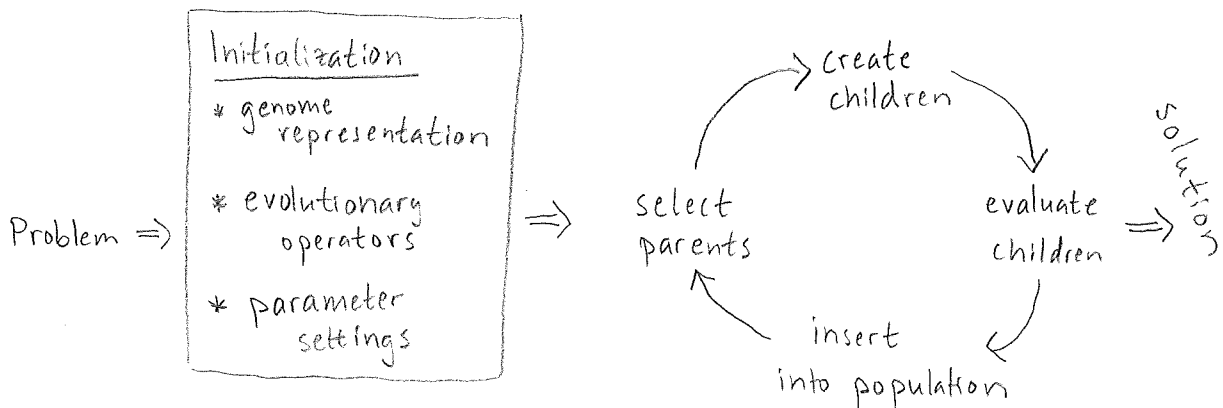 Problem ⇒
Initialization
* genome
representation
* evolutionary
operators
* parameter
settings
⇒
select
parents
create
children
evaluate
children
insert
into population
⇒
solution